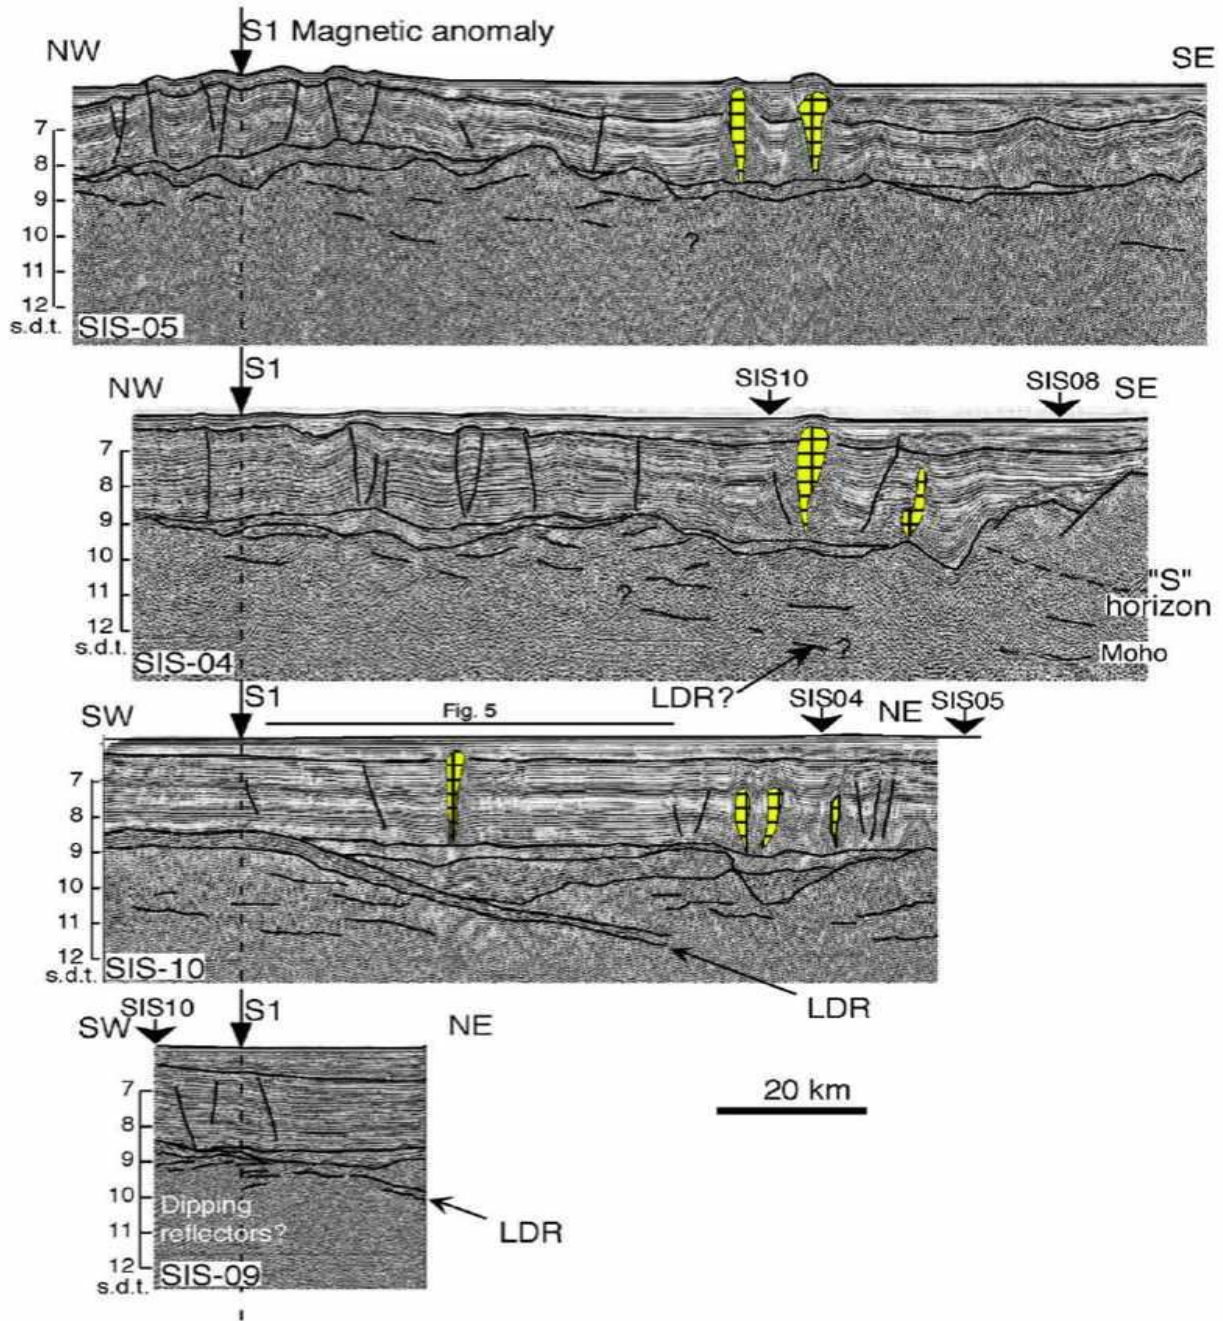 S1 Magnetic anomaly
NW
SE
7
8
9
10
11
12
s.d.t.
SIS-05
?
S1
NW
SIS10
SIS08
SE
7
8
9
10
11
12
s.d.t.
SIS-04
?
"S"
horizon
Moho
?
LDR?
S1
SW
Fig. 5
SIS04
NE
SIS05
7
8
9
10
11
12
s.d.t.
SIS-10
LDR
SIS10
S1
SW
NE
7
8
9
10
11
12
s.d.t.
Dipping
reflectors?
SIS-09
LDR
20 km